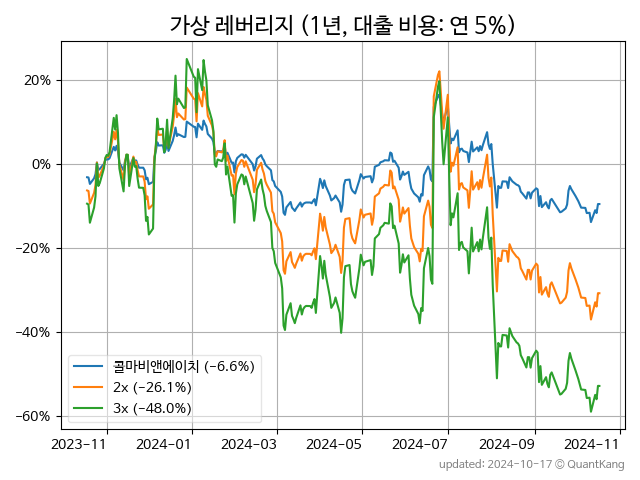 가상 레버리지 (1년, 대출 비용: 연 5%)
20%
0%
−20%
−40%
−60%
콜마비앤에이치 (−6.6%)
2x (−26.1%)
3x (−48.0%)
2023-11
2024-01
2024-03
2024-05
2024-07
2024-09
2024-11
updated: 2024-10-17 © QuantKang